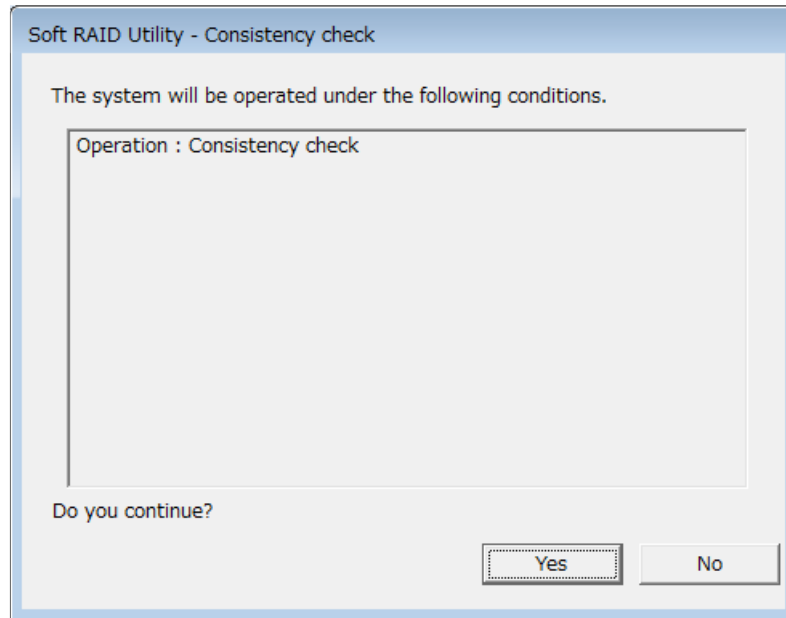 Soft RAID Utility - Consistency check
The system will be operated under the following conditions.
Operation : Consistency check
Do you continue?
Yes
No